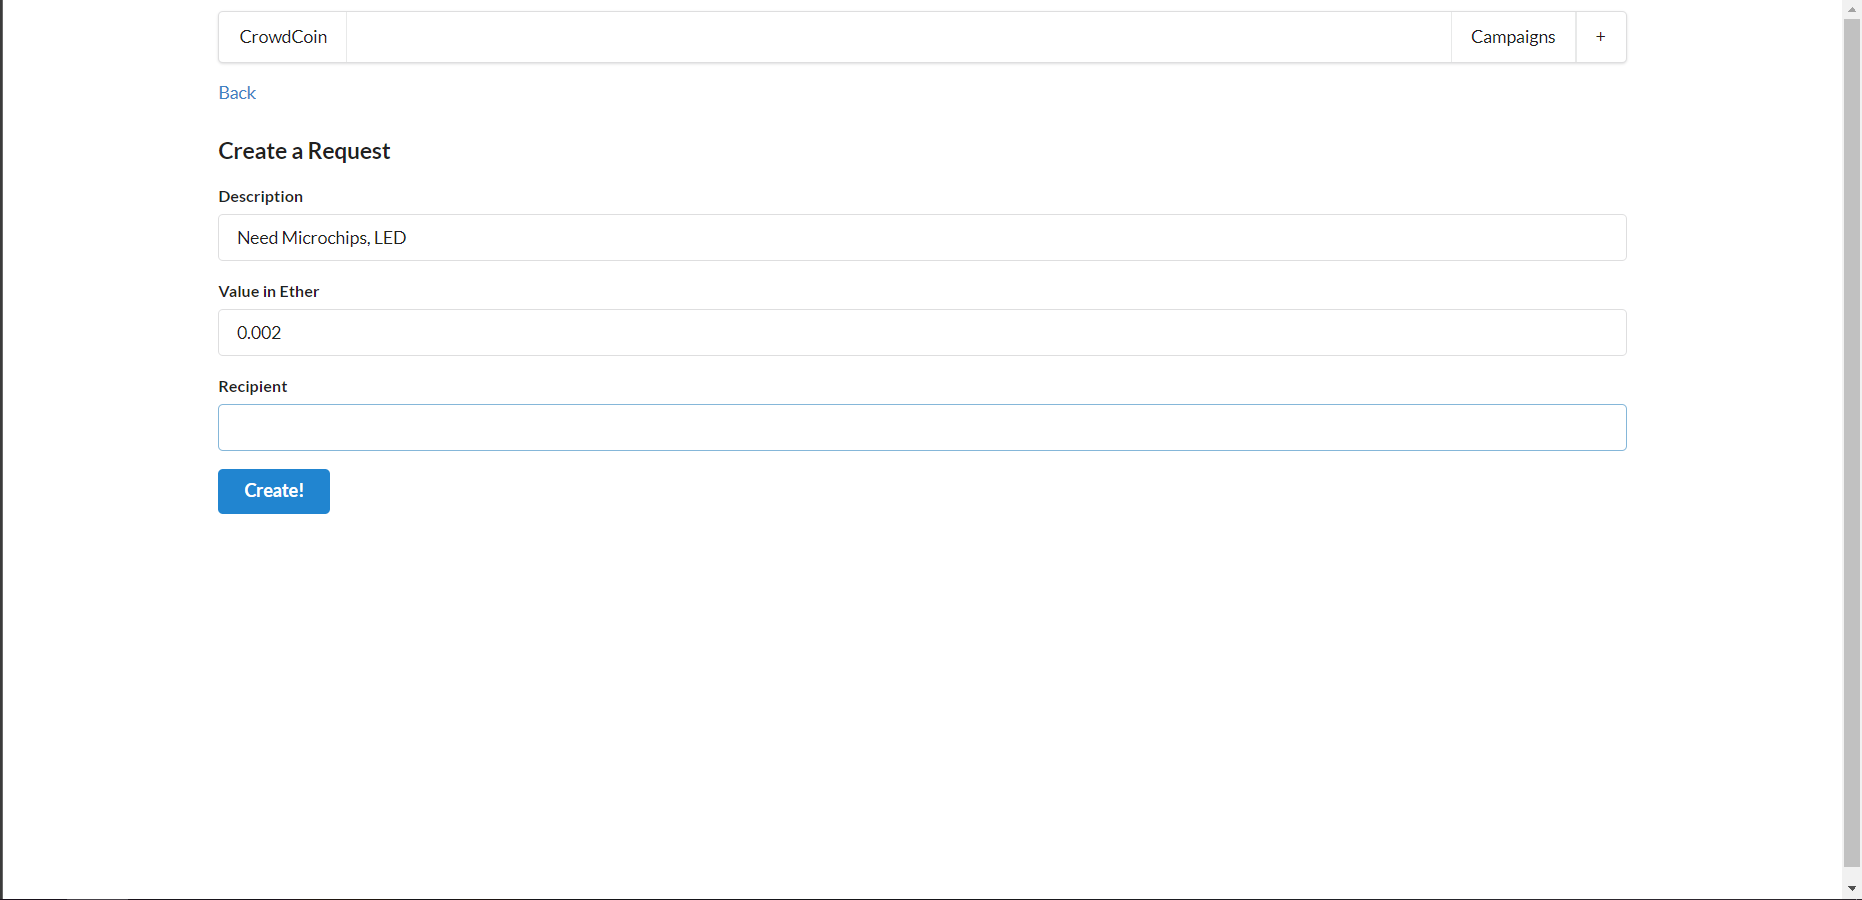 CrowdCoin
Campaigns
+
Back
Create a Request
Description
Need Microchips, LED
Value in Ether
0.002
Recipient
Create!